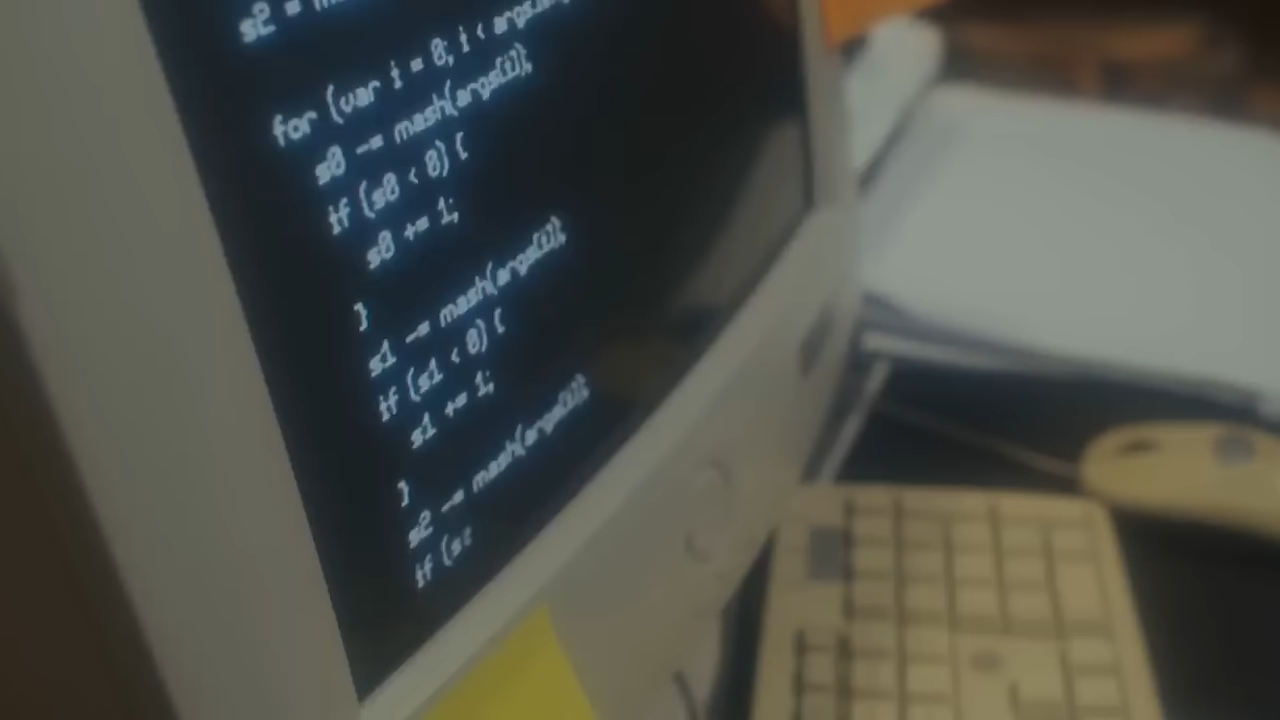 s2 =
for (var i = 0; i < args
s0 -= mash(args[i]);
if (s0 < 0) {
s0 += 1;
}
s1 -= mash(args[i]);
if (s1 < 0) {
s1 += 1;
}
s2 -= mash(args[i]);
if (s